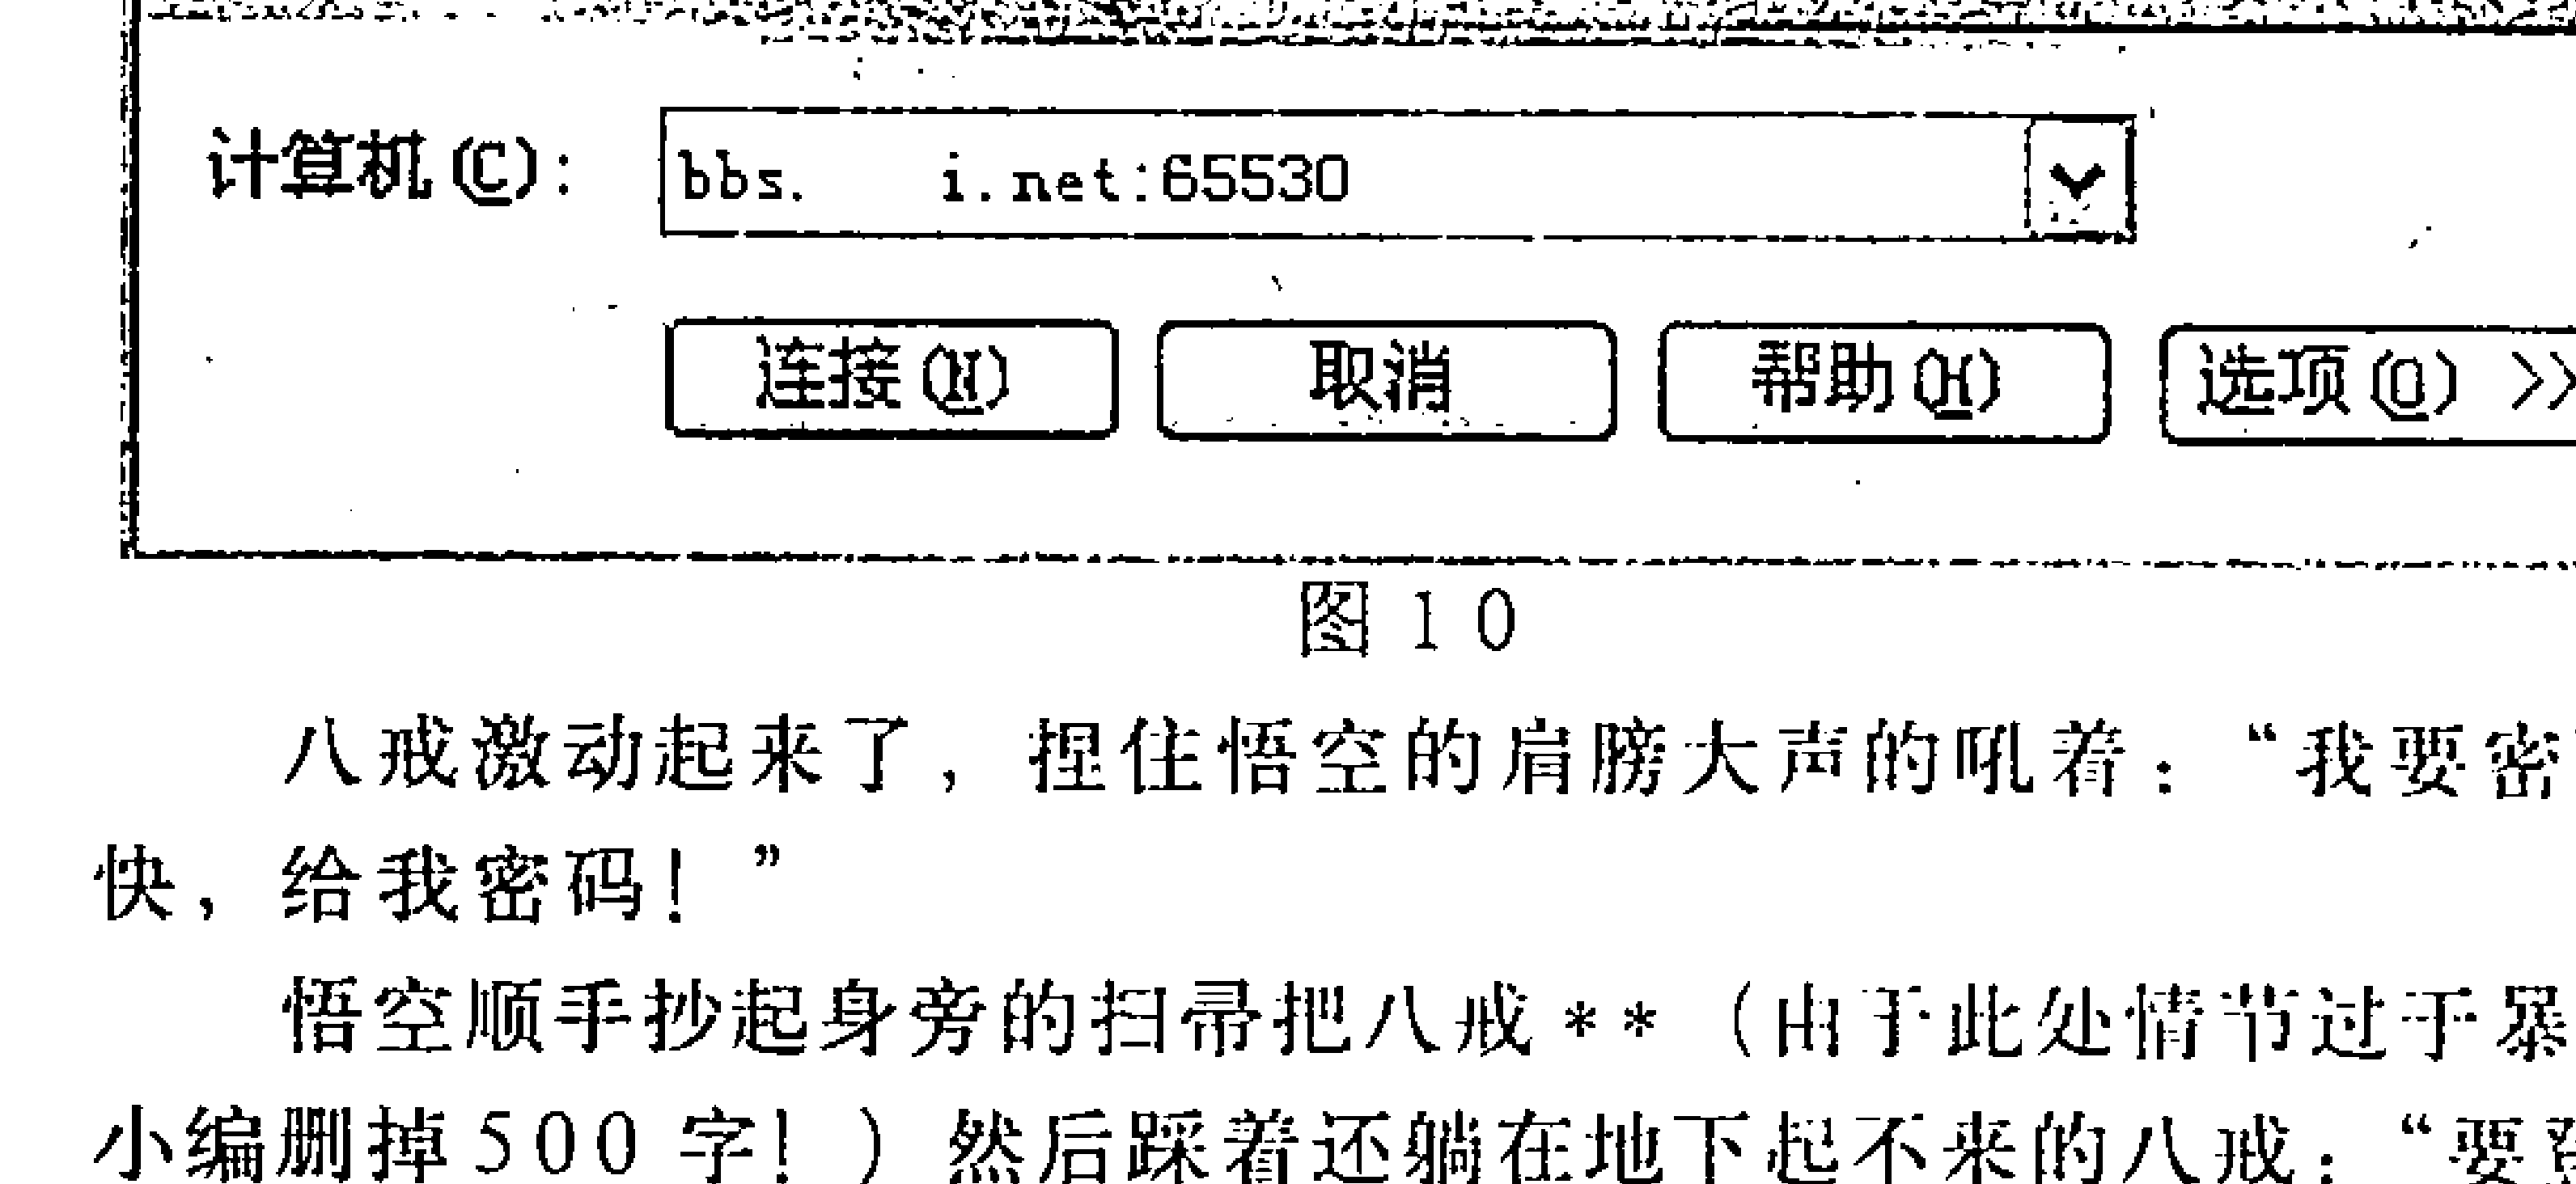 计算机(C): bbs. i.net:65530
连接(N) 取消 帮助(H) 选项(O) >>
图10
八戒激动起来了，捏住悟空的肩膀大声的吼着：“我要密
快，给我密码！”
悟空顺手抄起身旁的扫帚把八戒**（由于此处情节过于暴
小编删掉500字！）然后踩着还躺在地下起不来的八戒：“要